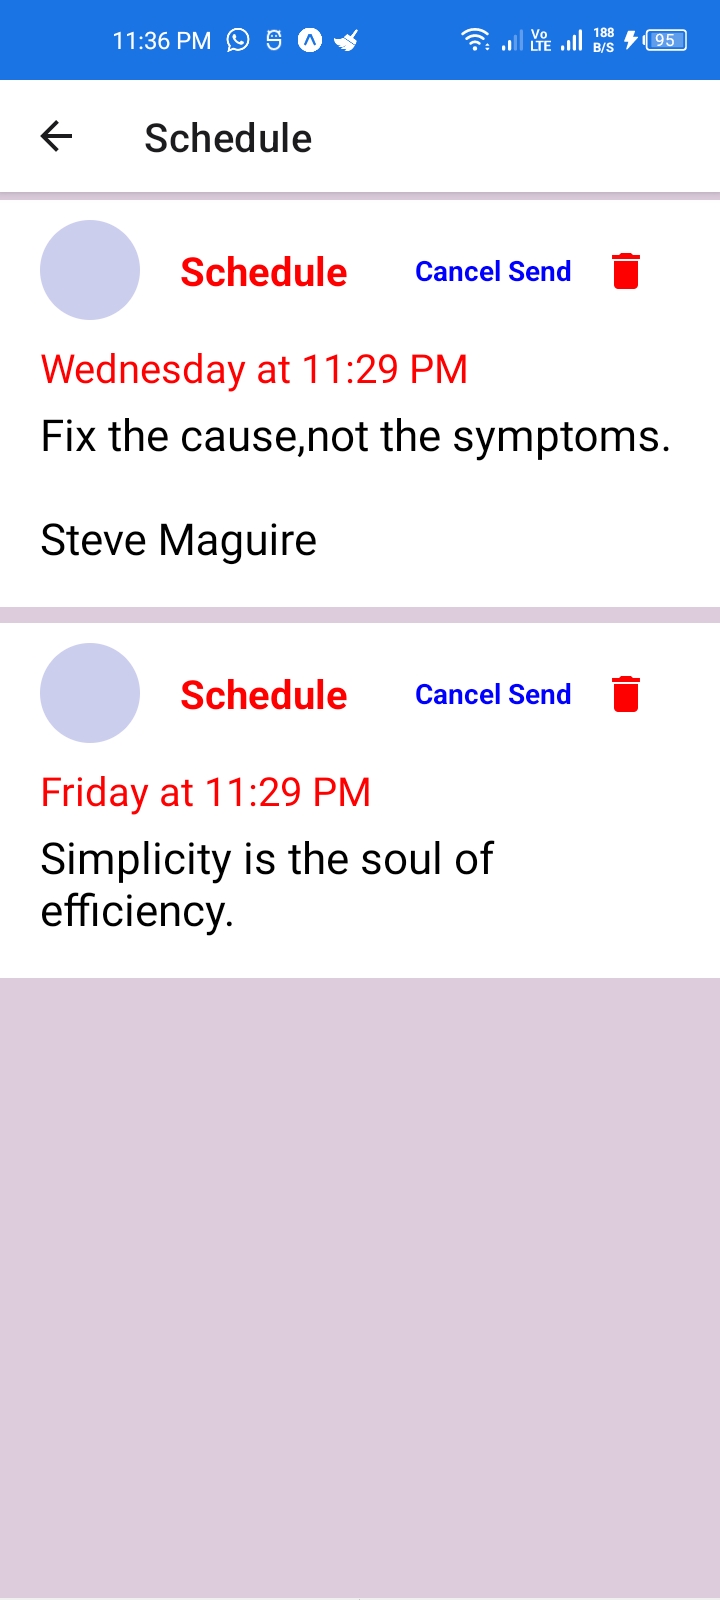 11:36 PM
Vo LTE
188 B/S
95
Schedule
Schedule Cancel Send
Wednesday at 11:29 PM
Fix the cause,not the symptoms.
Steve Maguire
Schedule Cancel Send
Friday at 11:29 PM
Simplicity is the soul of
efficiency.